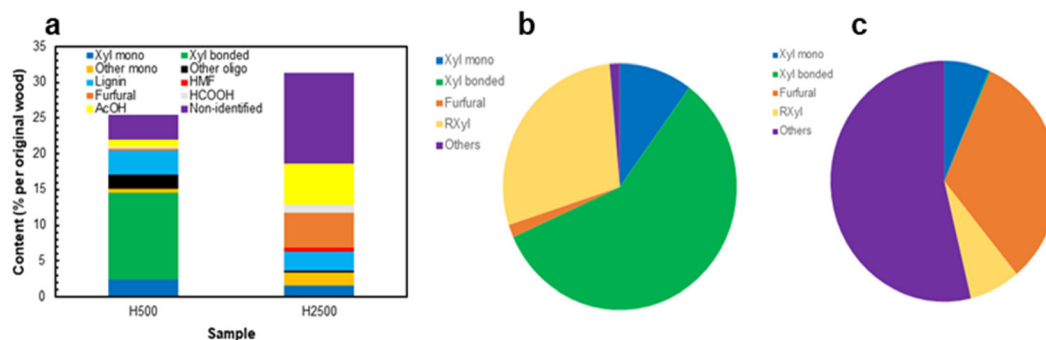 a
35
30
25
20
15
10
5
0
Content (% per original wood)
Xyl mono Xyl bonded
Other mono Other oligo
Lignin HMF
Furfural HCOOH
AcOH Non-identified
H500 H2500
Sample
b
Xyl mono
Xyl bonded
Furfural
RXyl
Others
c
Xyl mono
Xyl bonded
Furfural
RXyl
Others